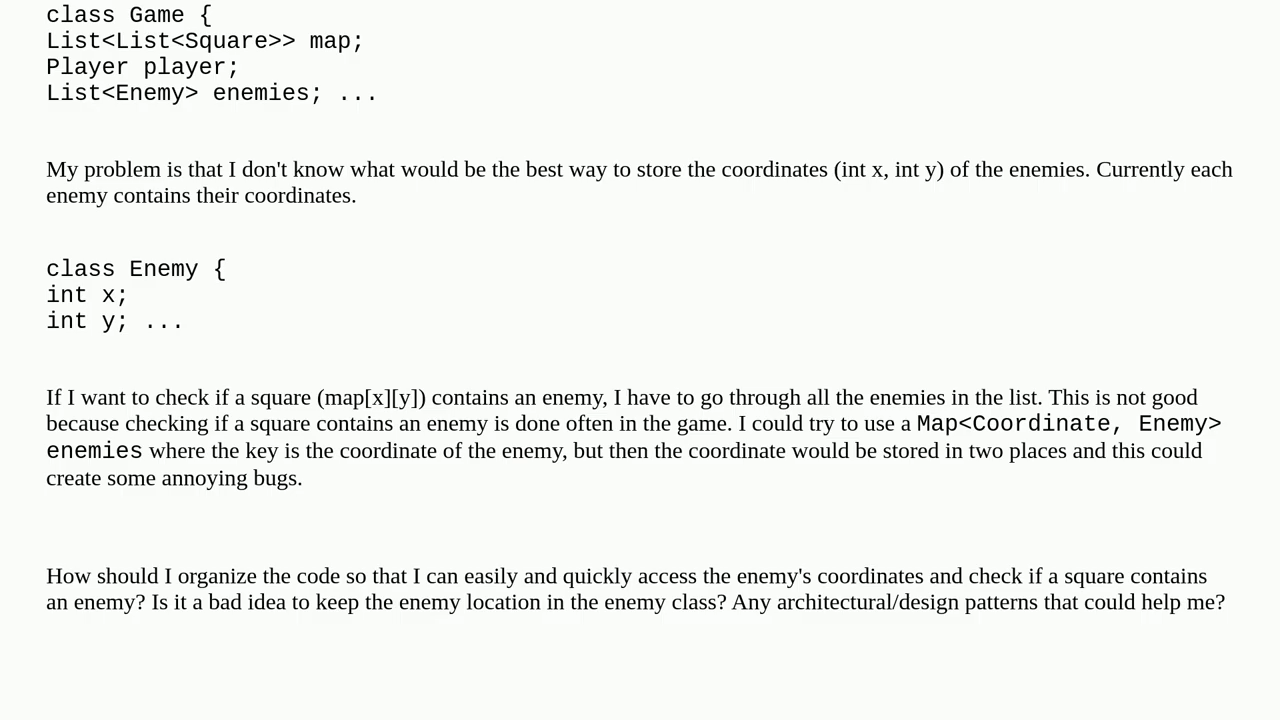 class Game {
List<List<Square>> map;
Player player;
List<Enemy> enemies; ...
My problem is that I don't know what would be the best way to store the coordinates (int x, int y) of the enemies. Currently each
enemy contains their coordinates.
class Enemy {
int x;
int y; ...
If I want to check if a square (map[x][y]) contains an enemy, I have to go through all the enemies in the list. This is not good
because checking if a square contains an enemy is done often in the game. I could try to use a Map<Coordinate, Enemy>
enemies where the key is the coordinate of the enemy, but then the coordinate would be stored in two places and this could
create some annoying bugs.
How should I organize the code so that I can easily and quickly access the enemy's coordinates and check if a square contains
an enemy? Is it a bad idea to keep the enemy location in the enemy class? Any architectural/design patterns that could help me?